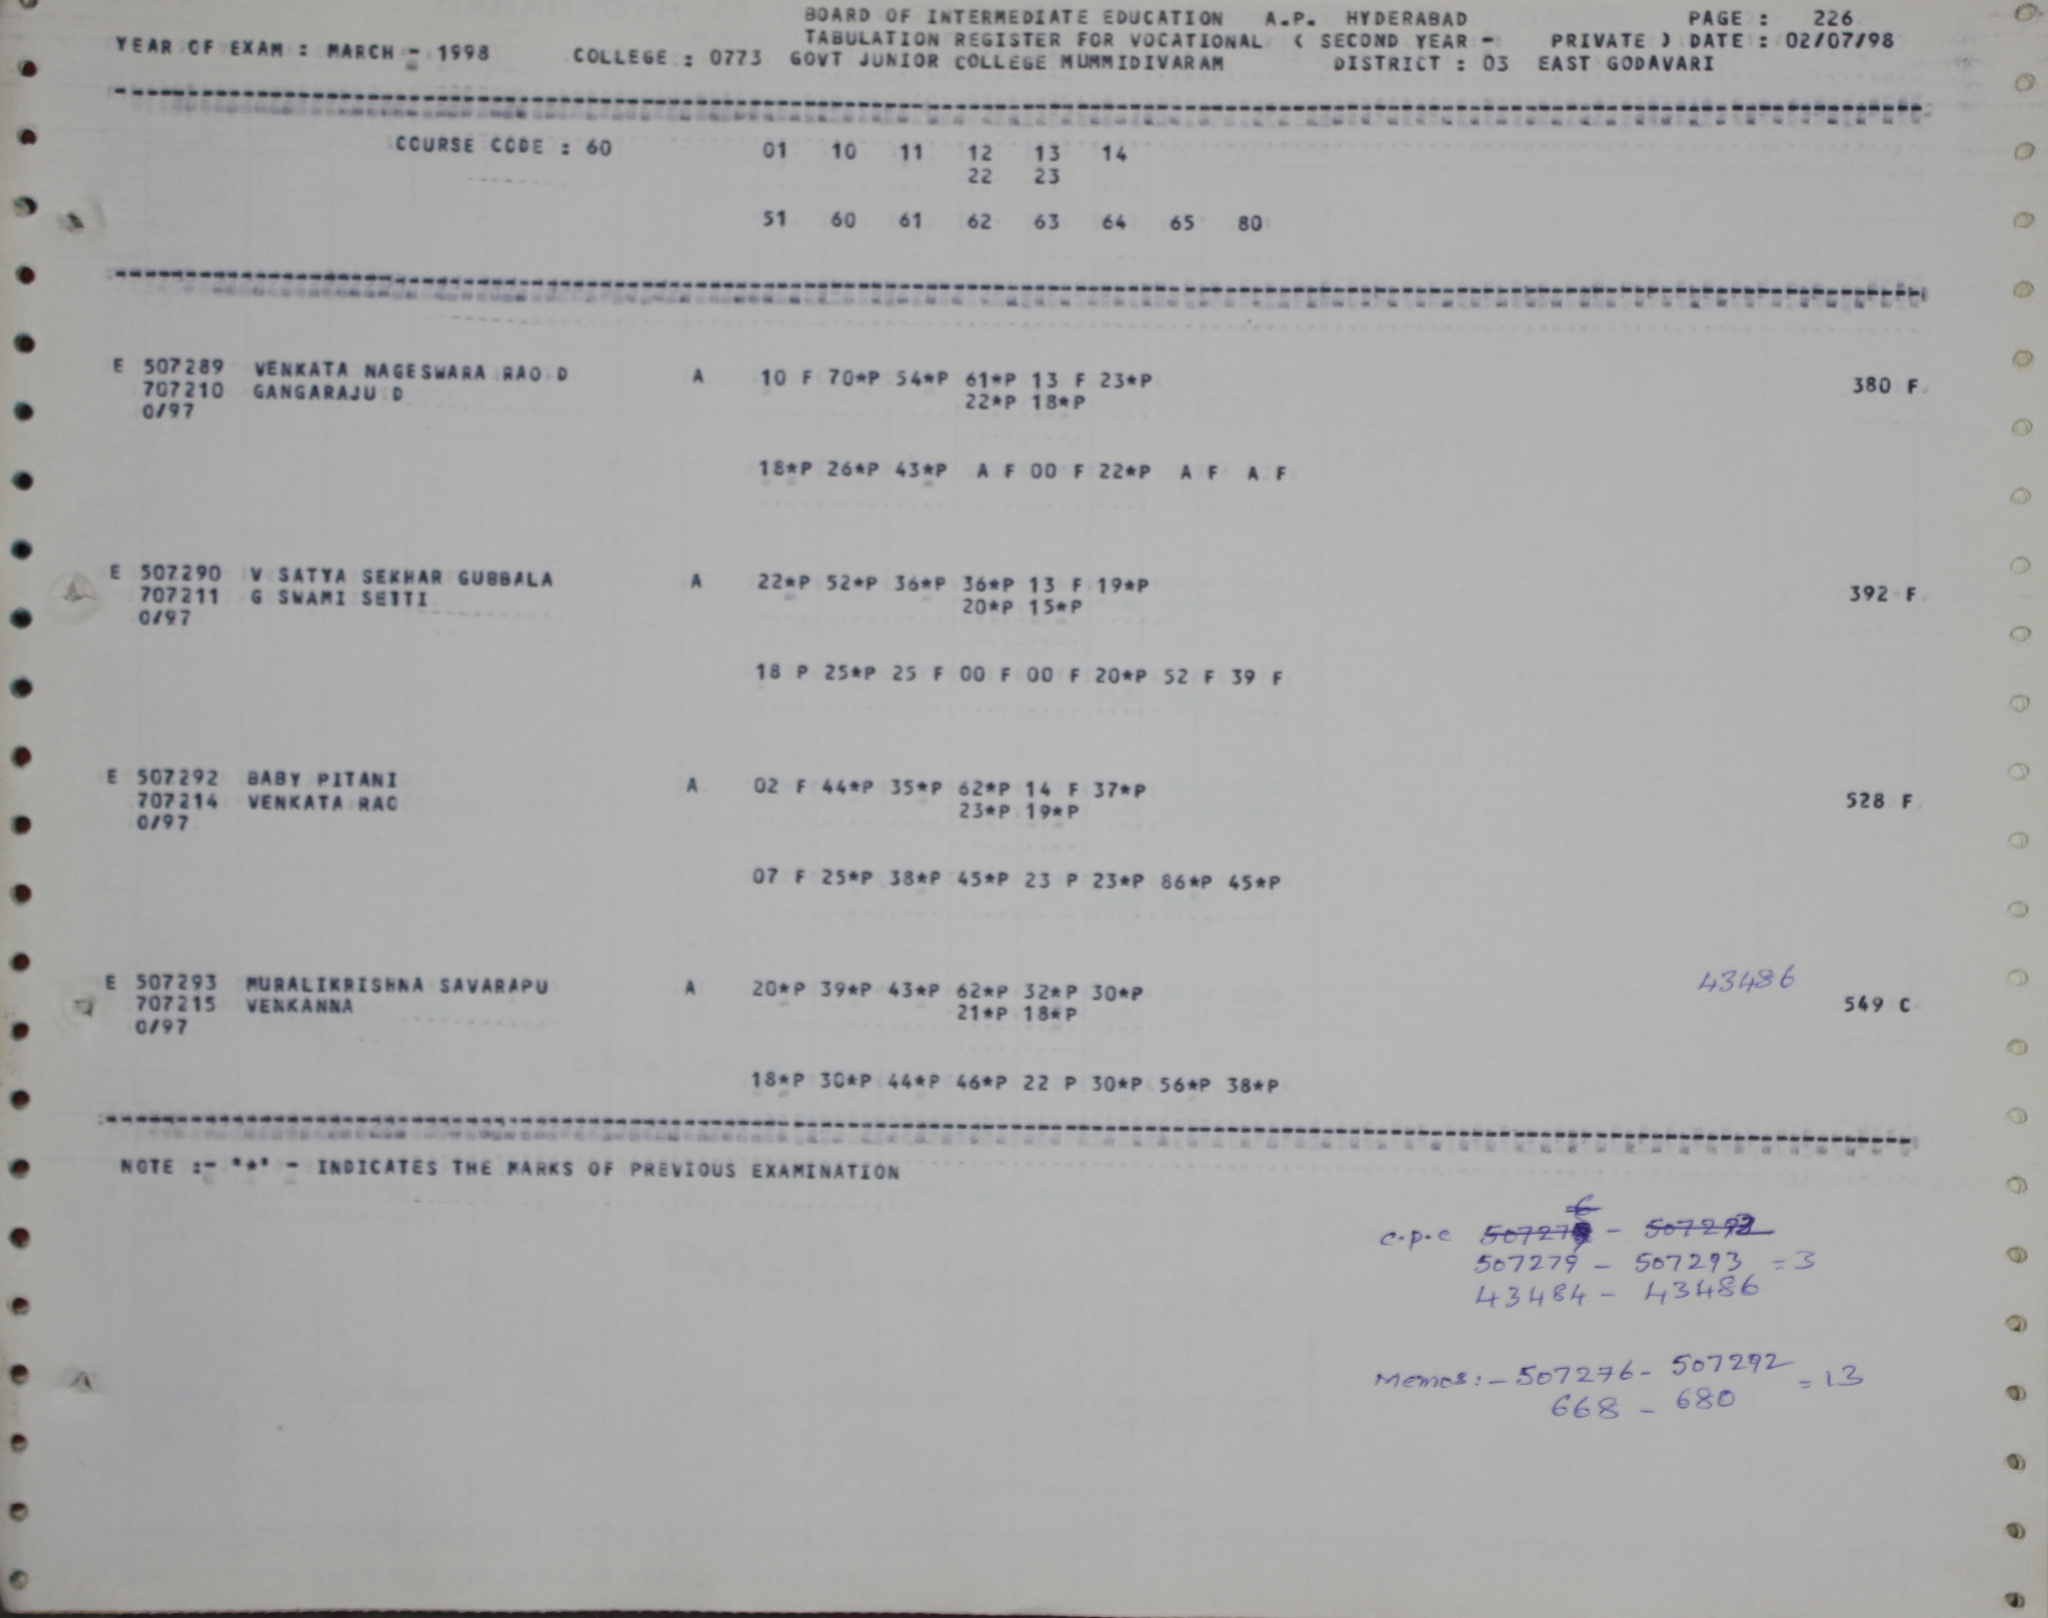 BOARD OF INTERMEDIATE EDUCATION A.P. HYDERABAD PAGE : 226
TABULATION REGISTER FOR VOCATIONAL ( SECOND YEAR - PRIVATE ) DATE : 02/07/98
YEAR OF EXAM : MARCH - 1998 COLLEGE : 0773 GOVT JUNIOR COLLEGE MUMMIDIVARAM DISTRICT : 03 EAST GODAVARI
COURSE CODE : 60 01 10 11 12 13 14
22 23
51 60 61 62 63 64 65 80
E 507289 VENKATA NAGESWARA RAO D A 10 F 70*P 54*P 61*P 13 F 23*P 380 F
707210 GANGARAJU D 22*P 18*P
0/97
18*P 26*P 43*P A F 00 F 22*P A F A F
E 507290 V SATYA SEKHAR GUBBALA A 22*P 52*P 36*P 36*P 13 F 19*P 392 F
707211 G SWAMI SETTI 20*P 15*P
0/97
18 P 25*P 25 F 00 F 00 F 20*P 52 F 39 F
E 507292 BABY PITANI A 02 F 44*P 35*P 62*P 14 F 37*P 528 F
707214 VENKATA RAO 23*P 19*P
0/97
07 F 25*P 38*P 45*P 23 P 23*P 86*P 45*P
43486
E 507293 MURALIKRISHNA SAVARAPU A 20*P 39*P 43*P 62*P 32*P 30*P 549 C
707215 VENKANNA 21*P 18*P
0/97
18*P 30*P 44*P 46*P 22 P 30*P 56*P 38*P
NOTE :- "*" - INDICATES THE MARKS OF PREVIOUS EXAMINATION
c.p.c
507279 - 507293 = 3
43484 - 43486
Memos:- 507276 - 507292 = 13
668 - 680